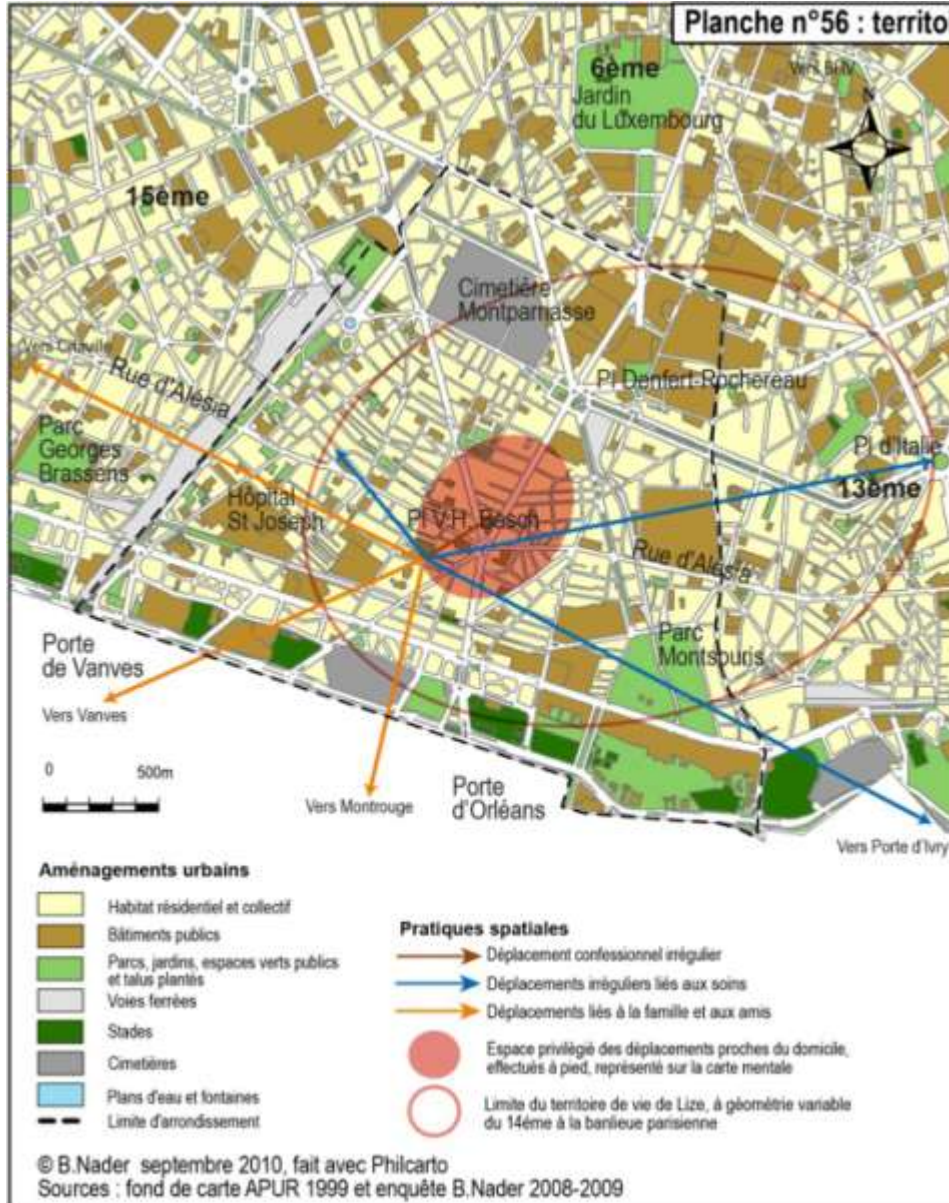 Planche n°56 : territo
6ème
Jardin
du Luxembourg
N
15ème
Cimetière
Montparnasse
Rue d'Alésia
Pl Denfert-Rochereau
Parc
Georges
Brassens
Pl d'Italie
13ème
Hôpital
St Joseph
Pl V.H. Basch
Rue d'Alésia
Parc
Montsouris
Porte
de Vanves
Vers Vanves
0 500m
Vers Montrouge
Porte
d'Orléans
Vers Porte d'Ivry
Aménagements urbains
Habitat résidentiel et collectif
Bâtiments publics
Parcs, jardins, espaces verts publics
et talus plantés
Voies ferrées
Stades
Cimetières
Plans d'eau et fontaines
Limite d'arrondissement
Pratiques spatiales
Déplacement confessionnel irrégulier
Déplacements irréguliers liés aux soins
Déplacements liés à la famille et aux amis
Espace privilégié des déplacements proches du domicile,
effectués à pied, représenté sur la carte mentale
Limite du territoire de vie de Lize, à géométrie variable
du 14éme à la banlieue parisienne
© B.Nader septembre 2010, fait avec Philcarto
Sources : fond de carte APUR 1999 et enquête B.Nader 2008-2009